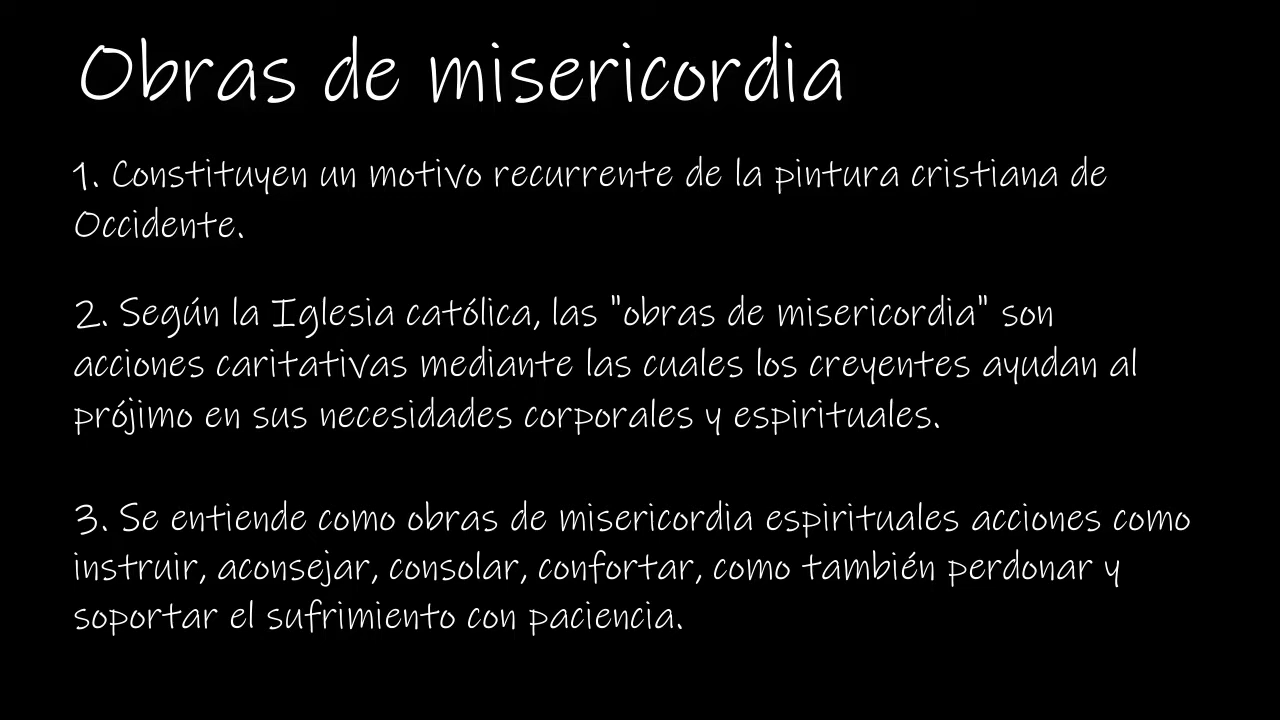 Obras de misericordia
1. Constituyen un motivo recurrente de la pintura cristiana de
Occidente.
2. Según la Iglesia católica, las "obras de misericordia" son
acciones caritativas mediante las cuales los creyentes ayudan al
prójimo en sus necesidades corporales y espirituales.
3. Se entiende como obras de misericordia espirituales acciones como
instruir, aconsejar, consolar, confortar, como también perdonar y
soportar el sufrimiento con paciencia.